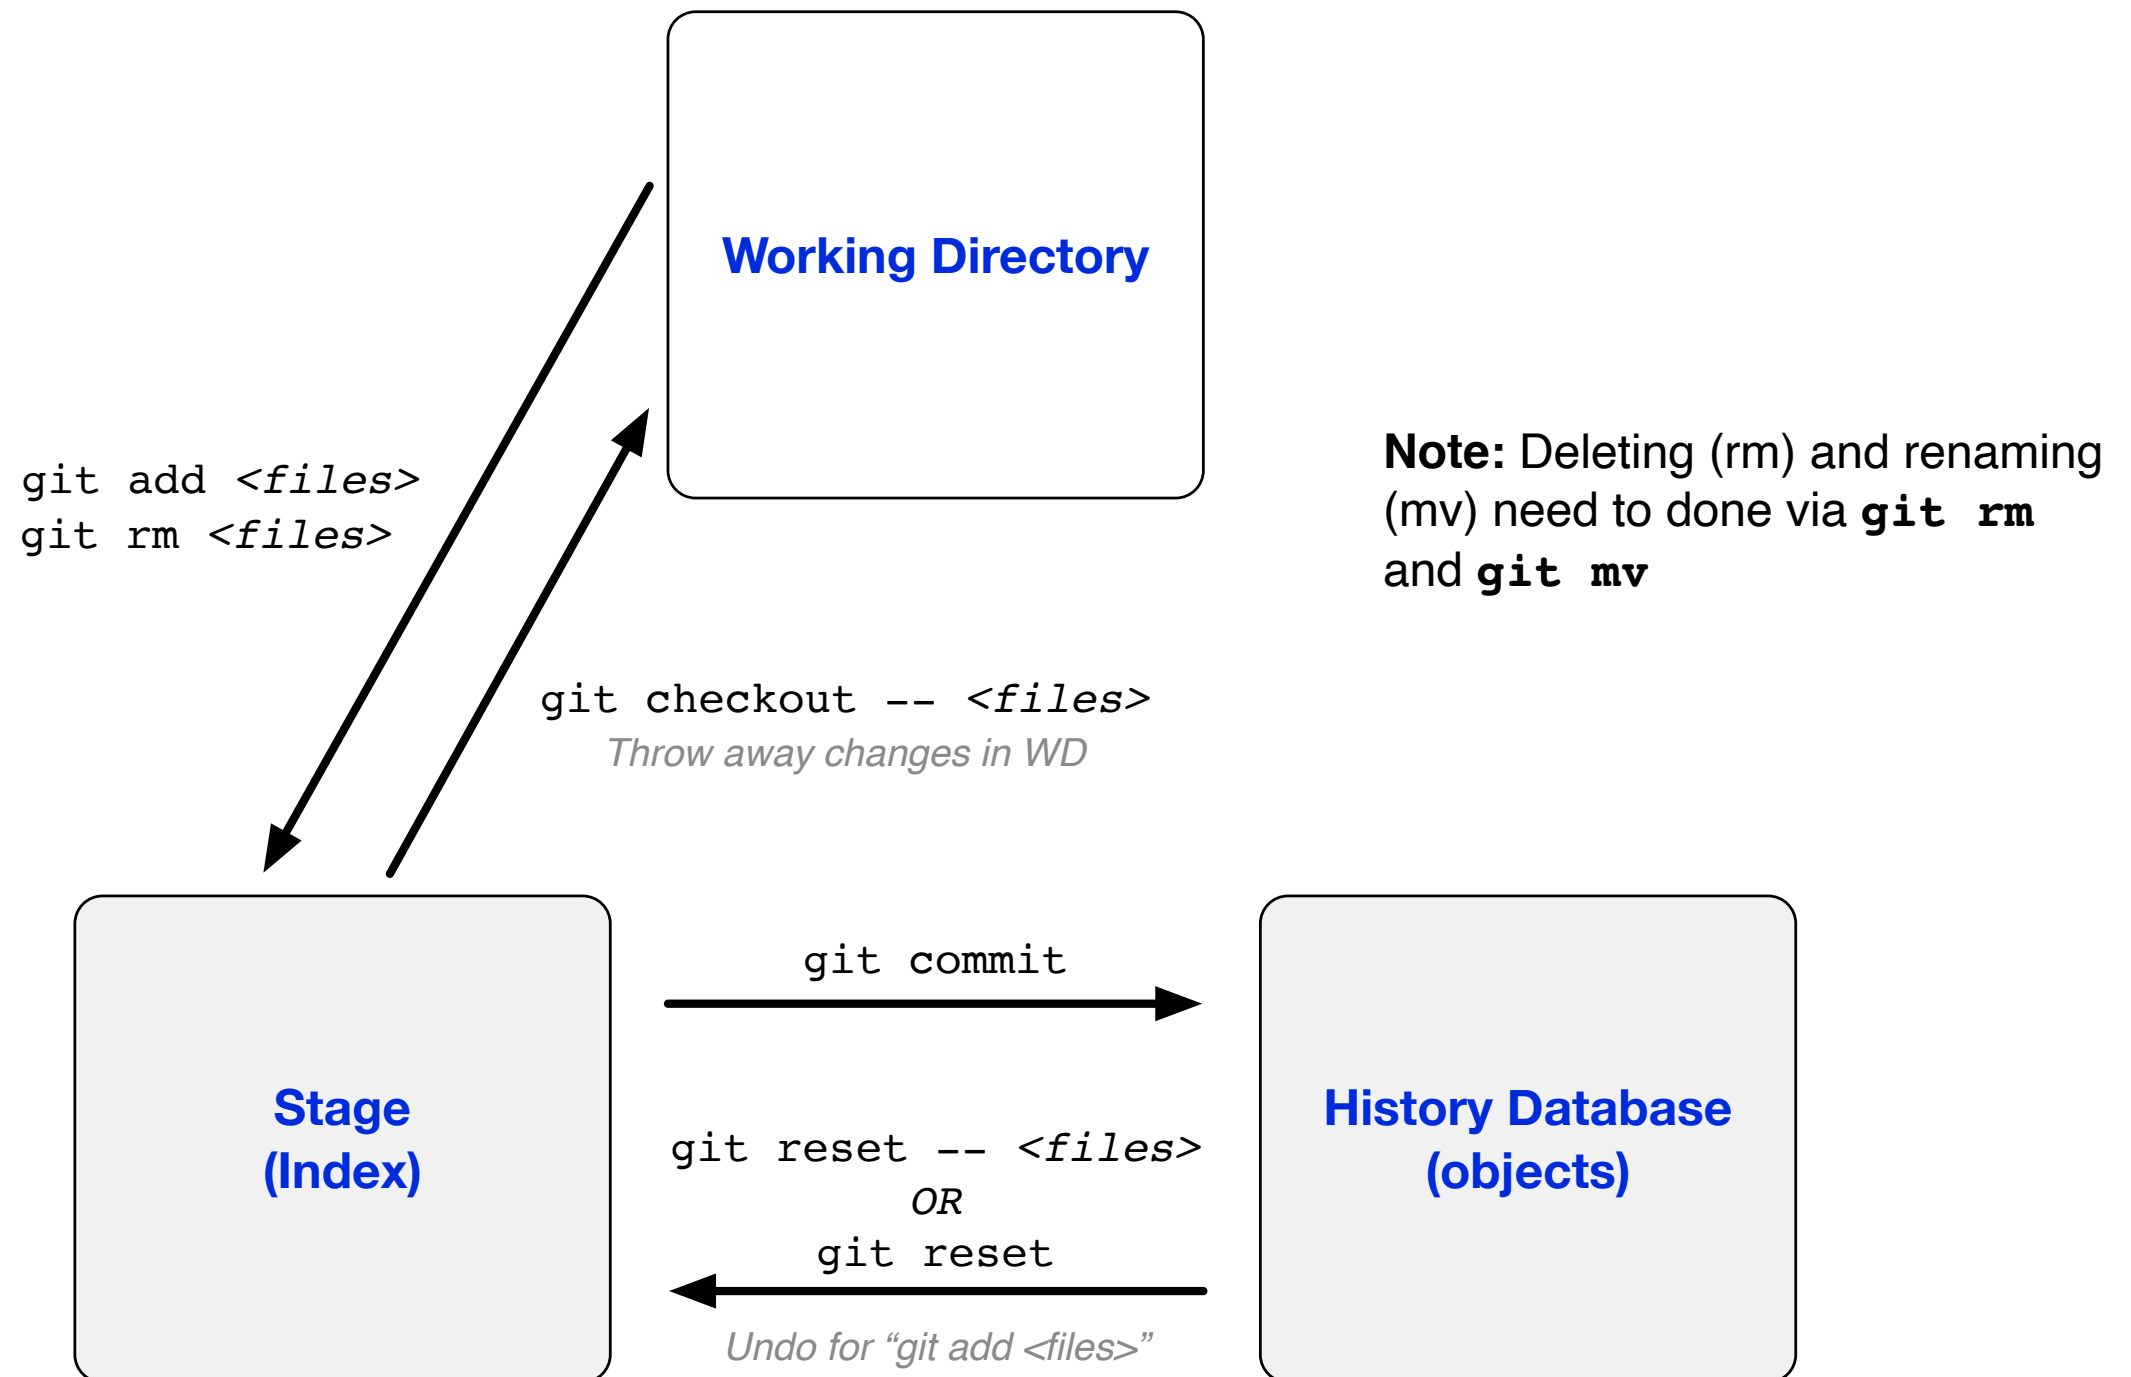 Working Directory
git add <files>
git rm <files>
Note: Deleting (rm) and renaming
(mv) need to done via git rm
and git mv
git checkout -- <files>
Throw away changes in WD
git commit
Stage
(Index)
git reset -- <files>
OR
git reset
Undo for “git add <files>”
History Database
(objects)